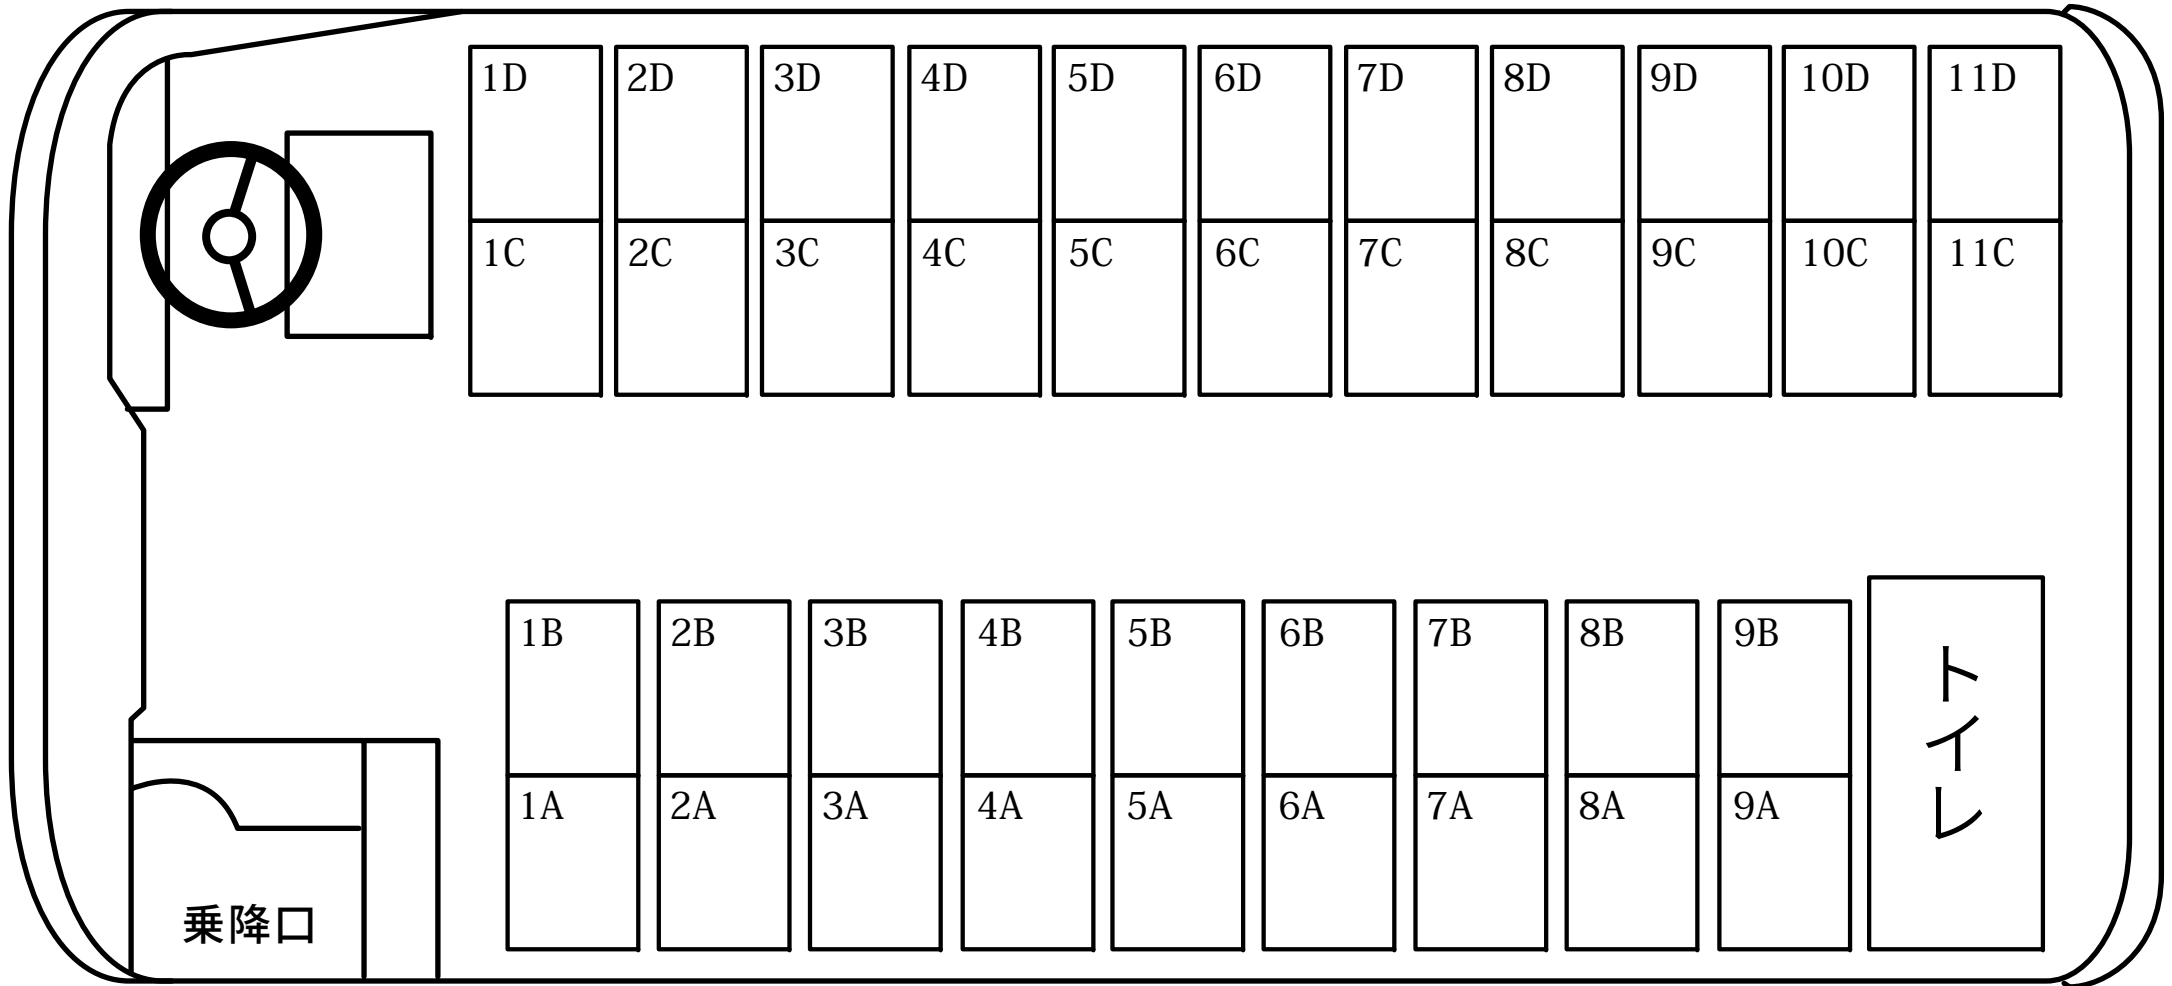 1D 2D 3D 4D 5D 6D 7D 8D 9D 10D 11D
1C 2C 3C 4C 5C 6C 7C 8C 9C 10C 11C
1B 2B 3B 4B 5B 6B 7B 8B 9B
1A 2A 3A 4A 5A 6A 7A 8A 9A
トイレ
乗降口